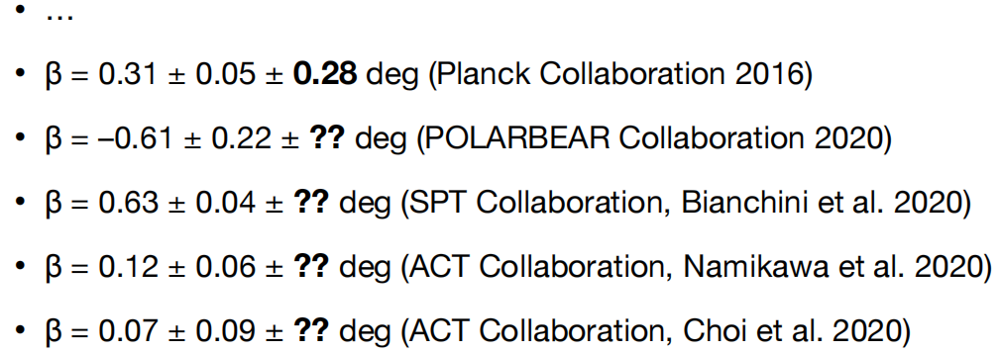 • ...
• β = 0.31 ± 0.05 ± 0.28 deg (Planck Collaboration 2016)
• β = –0.61 ± 0.22 ± ?? deg (POLARBEAR Collaboration 2020)
• β = 0.63 ± 0.04 ± ?? deg (SPT Collaboration, Bianchini et al. 2020)
• β = 0.12 ± 0.06 ± ?? deg (ACT Collaboration, Namikawa et al. 2020)
• β = 0.07 ± 0.09 ± ?? deg (ACT Collaboration, Choi et al. 2020)